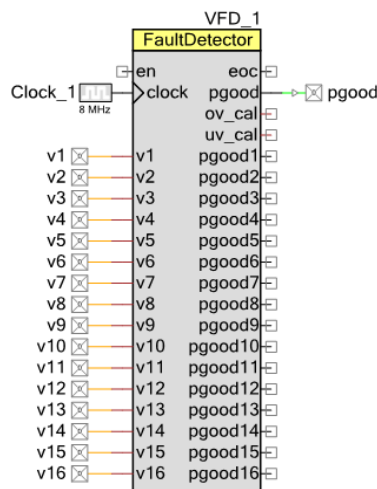 VFD_1
FaultDetector
en eoc
Clock_1 clock pgood pgood
8 MHz
ov_cal
uv_cal
v1 v1 pgood1
v2 v2 pgood2
v3 v3 pgood3
v4 v4 pgood4
v5 v5 pgood5
v6 v6 pgood6
v7 v7 pgood7
v8 v8 pgood8
v9 v9 pgood9
v10 v10 pgood10
v11 v11 pgood11
v12 v12 pgood12
v13 v13 pgood13
v14 v14 pgood14
v15 v15 pgood15
v16 v16 pgood16